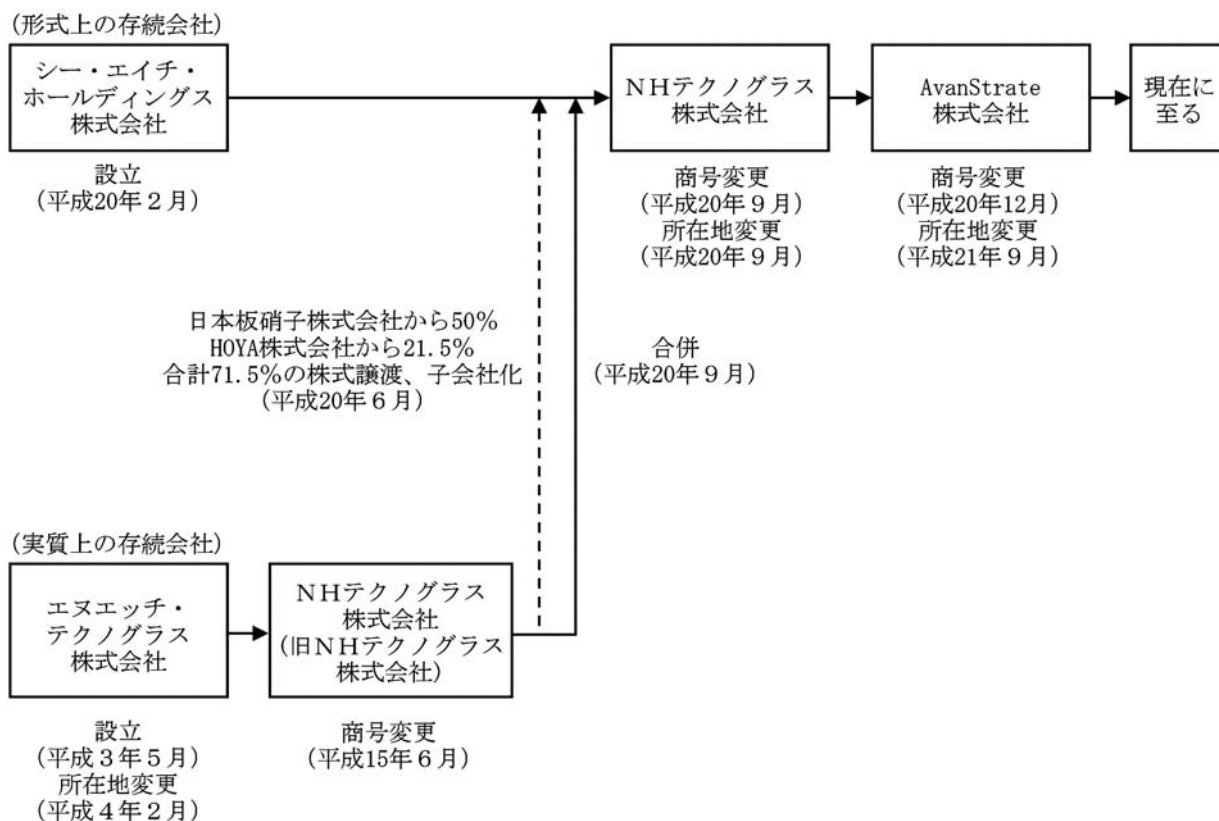 (形式上の存続会社)
シー・エイチ・
ホールディングス
株式会社
設立
(平成20年２月)
ＮＨテクノグラス
株式会社
商号変更
(平成20年９月)
所在地変更
(平成20年９月)
AvanStrate
株式会社
商号変更
(平成20年12月)
所在地変更
(平成21年９月)
現在に
至る
日本板硝子株式会社から50%
HOYA株式会社から21.5%
合計71.5%の株式譲渡、子会社化
(平成20年６月)
合併
(平成20年９月)
(実質上の存続会社)
エヌエッチ・
テクノグラス
株式会社
設立
(平成３年５月)
所在地変更
(平成４年２月)
ＮＨテクノグラス
株式会社
(旧ＮＨテクノグラス
株式会社)
商号変更
(平成15年６月)